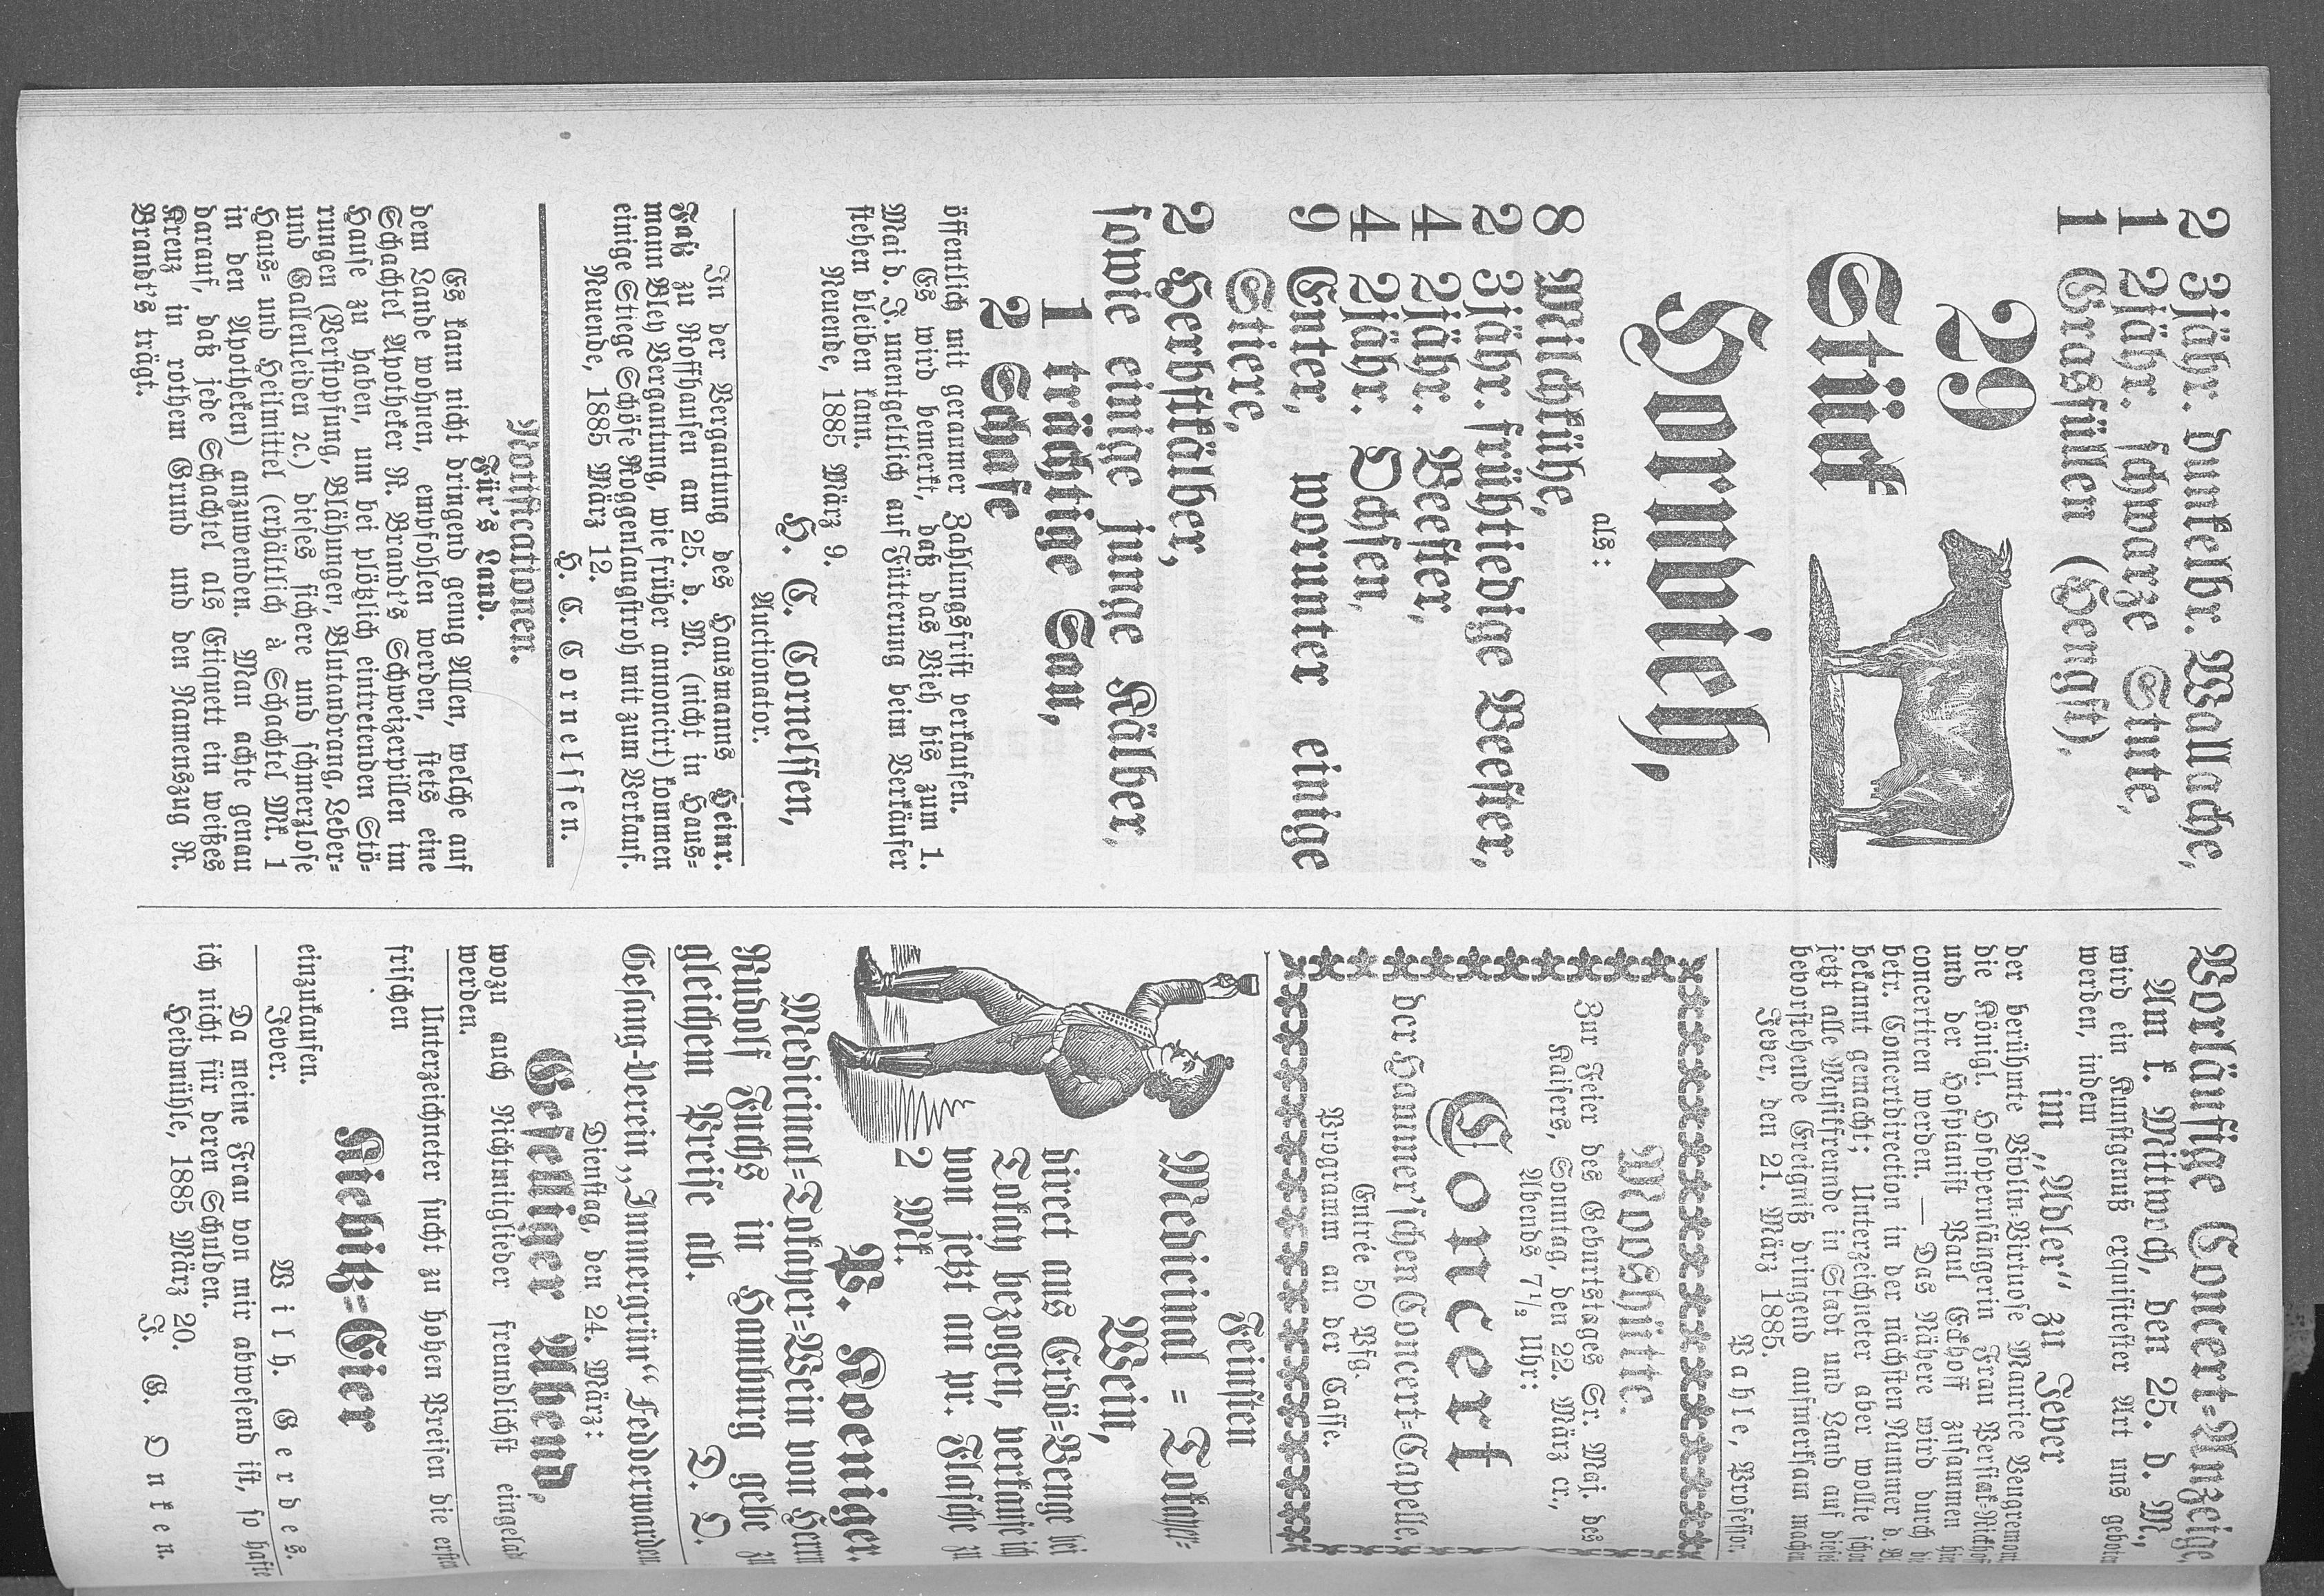 2 3jähr. dunkelbr. Wallache,
1 2jähr. schwarze Stute,
1 Grasfüllen (Hengst).
29
Stück
Hornvieh,
als:
8 Milchkühe,
2 3jähr. frühtiedige Beester,
4 2jähr. Beester,
4 2jähr. Ochsen,
9 Enter, worunter einige
Stiere,
2 Herbstkälber,
sowie einige junge Kälber,
1 trächtige Sau,
2 Schafe
öffentlich mit geraumer Zahlungsfrist verkaufen.
Es wird bemerkt, daß das Vieh bis zum 1.
Mai d. J. unentgeltlich auf Fütterung beim Verkäufer
stehen bleiben kann.
Neuende, 1885 März 9.
H. C. Cornelssen,
Auctionator.
In der Vergantung des Hausmanns Heinr.
Faß zu Roffhausen am 25. d. M. (nicht in Haus-
mann Bley Vergantung, wie früher annoncirt) kommen
einige Stiege Schöfe Roggenlangstroh mit zum Verkauf.
Neuende, 1885 März 12.
H. C. Cornelssen.
Notificationen.
Für's Land.
Es kann nicht dringend genug Allen, welche auf
dem Lande wohnen, empfohlen werden, stets eine
Schachtel Apotheker R. Brandt's Schweizerpillen im
Hause zu haben, um bei plötzlich eintretenden Stö-
rungen (Verstopfung, Blähungen, Blutandrang, Leber-
und Gallenleiden ꝛc.) dieses sichere und schmerzlose
Haus- und Heilmittel (erhältlich à Schachtel Mk. 1
in den Apotheken) anzuwenden. Man achte genau
darauf, daß jede Schachtel als Etiquett ein weißes
Kreuz in rothem Grund und den Namenszug R.
Brandt's trägt.
Vorläufige Concert-Anzeige
Am k. Mittwoch, den 25. d. M.,
im „Adler“ zu Jever
wird ein Kunstgenuß exquisitester Art uns geboten
werden, indem
der berühmte Violin-Virtuose Maurice Dengremont
die Königl. Hofopernsängerin Frau
und der Hofpianist Paul Eckhoff zusammen hier
concertiren werden. — Das Nähere wird durch die
betr. Concertdirection in der nächsten Nummer d. Bl.
bekannt gemacht; Unterzeichneter aber wollte schon
jetzt alle Musikfreunde in Stadt und Land auf dieses
bevorstehende Ereigniß dringend aufmerksam machen.
Jever, den 21. März 1885.
Pahle, Professor.
Moshütte.
Zur Feier des Geburtstages Sr. Maj. des
Kaisers, Sonntag, den 22. März cr.,
Abends 7½ Uhr:
Concert
der Hammer'schen Concert-Capelle.
Entrée 50 Pfg.
Programm an der Casse.
Feinsten
Medicinal-Tokayer-
Wein,
direct aus Erdö-Benge bei
Tokay bezogen, verkaufe ich
von jetzt an pr. Flasche zu
2 Mk.
P. Koeniger.
Medicinal-Tokayer-Wein von Herrn
Rudolf Fuchs in Hamburg gebe zu
gleichem Preise ab. D. O.
Gesang-Verein „Immergrün“ Fedderwarden
Dienstag, den 24. März:
Geselliger Abend,
wozu auch Nichtmitglieder freundlichst eingeladen
werden.
Unterzeichneter sucht zu hohen Preisen die ersten
frischen
Kiebitz-Eier
einzukaufen.
Jever. Wilh. Gerdes.
Da meine Frau von mir abwesend ist, so hafte
ich nicht für deren Schulden.
Heidmühle, 1885 März 20.
J. G. Onken.